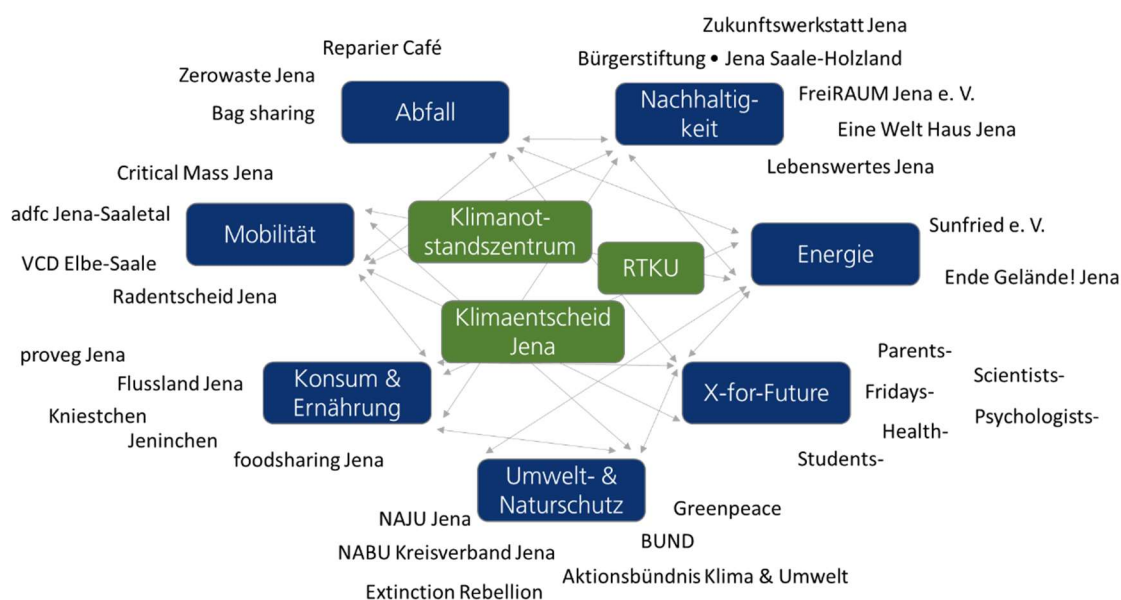 Zukunftswerkstatt Jena
Reparier Café
Bürgerstiftung • Jena Saale-Holzland
Zerowaste Jena
Bag sharing
Abfall
Nachhaltig-
keit
FreiRAUM Jena e. V.
Eine Welt Haus Jena
Lebenswertes Jena
Critical Mass Jena
adfc Jena-Saaletal
VCD Elbe-Saale
Radentscheid Jena
Mobilität
Klimanot-
standszentrum
RTKU
Klimaentscheid
Jena
Energie
Sunfried e. V.
Ende Gelände! Jena
proveg Jena
Flussland Jena
Kniestchen
Jeninchen
foodsharing Jena
Konsum &
Ernährung
X-for-Future
Parents-
Scientists-
Fridays-
Psychologists-
Health-
Students-
Umwelt- &
Naturschutz
NAJU Jena
Greenpeace
NABU Kreisverband Jena
BUND
Aktionsbündnis Klima & Umwelt
Extinction Rebellion